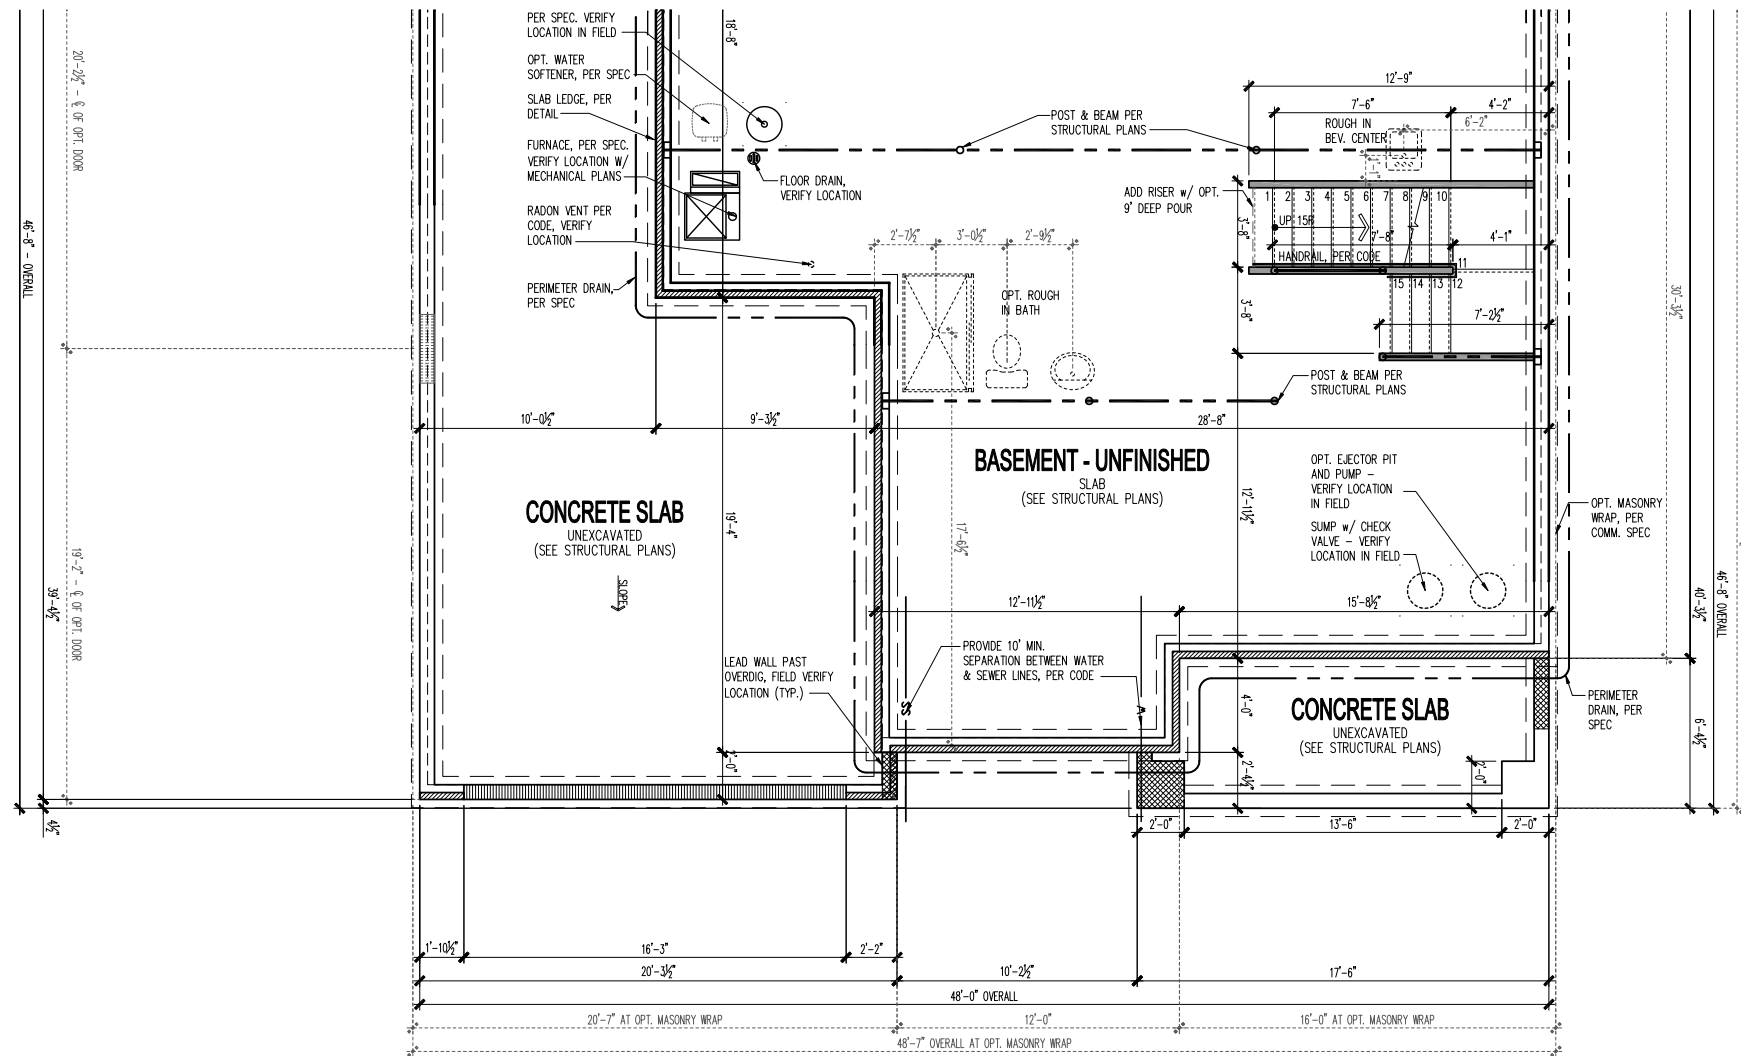 PER SPEC. VERIFY
LOCATION IN FIELD
OPT. WATER
SOFTENER, PER SPEC
SLAB LEDGE, PER
DETAIL
FURNACE, PER SPEC.
VERIFY LOCATION W/
MECHANICAL PLANS
RADON VENT PER
CODE, VERIFY
LOCATION
PERIMETER DRAIN,
PER SPEC
20'-2½" - ℄ OF OPT. DOOR
46'-8" - OVERALL
19'-2" - ℄ OF OPT. DOOR
39'-4½"
4½"
18'-8"
FLOOR DRAIN,
VERIFY LOCATION
POST & BEAM PER
STRUCTURAL PLANS
12'-9"
7'-6"
4'-2"
ROUGH IN
BEV. CENTER
6'-2"
ADD RISER w/ OPT.
9' DEEP POUR
3'-8"
1 2 3 4 5 6 7 8 9 10
UP 15R
7'-8"
4'-1"
HANDRAIL, PER CODE
11
15 14 13 12
3'-8"
7'-2½"
30'-3½"
2'-7½"
3'-0½"
2'-9½"
OPT. ROUGH
IN BATH
POST & BEAM PER
STRUCTURAL PLANS
10'-0½"
9'-3½"
28'-8"
BASEMENT - UNFINISHED
SLAB
(SEE STRUCTURAL PLANS)
CONCRETE SLAB
UNEXCAVATED
(SEE STRUCTURAL PLANS)
SLOPE
19'-4"
17'-6½"
12'-11½"
OPT. EJECTOR PIT
AND PUMP -
VERIFY LOCATION
IN FIELD
SUMP w/ CHECK
VALVE - VERIFY
LOCATION IN FIELD
OPT. MASONRY
WRAP, PER
COMM. SPEC
40'-3½"
46'-8" OVERALL
12'-11½"
15'-8½"
LEAD WALL PAST
OVERDIG, FIELD VERIFY
LOCATION (TYP.)
PROVIDE 10' MIN.
SEPARATION BETWEEN WATER
& SEWER LINES, PER CODE
SS
4'-0"
CONCRETE SLAB
UNEXCAVATED
(SEE STRUCTURAL PLANS)
PERIMETER
DRAIN, PER
SPEC
6'-4½"
2'-0"
2'-4½"
2'-0"
2'-0"
13'-6"
2'-0"
1'-10½"
16'-3"
2'-2"
20'-3½"
10'-2½"
17'-6"
48'-0" OVERALL
20'-7" AT OPT. MASONRY WRAP
12'-0"
16'-0" AT OPT. MASONRY WRAP
48'-7" OVERALL AT OPT. MASONRY WRAP